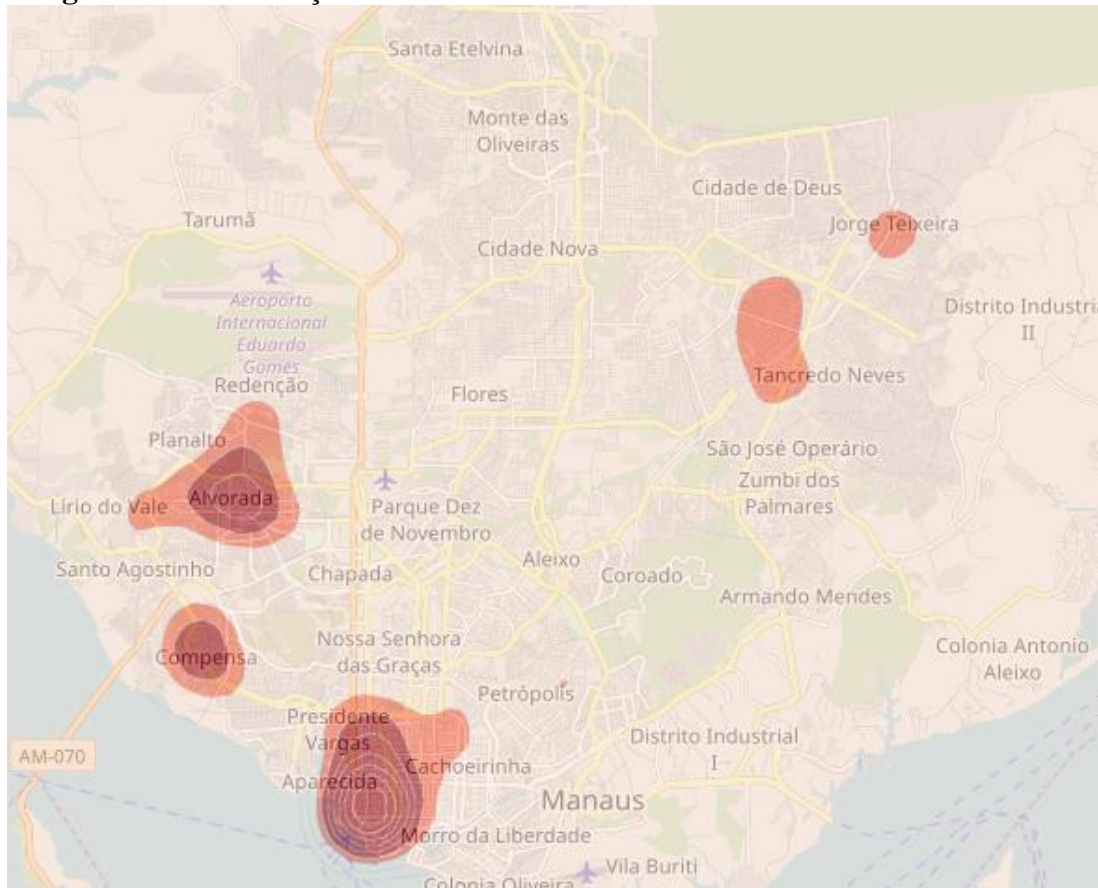 Santa Etelvina
Monte das
Oliveiras
Cidade de Deus
Tarumã
Jorge Teixeira
Cidade Nova
Aeroporto
Internacional
Eduardo
Gomes
Distrito Industria
II
Redenção
Tancredo Neves
Flores
Planalto
São José Operário
Zumbi dos
Palmares
Alvorada
Lírio do Vale
Parque Dez
de Novembro
Aleixo
Santo Agostinho
Chapada
Coroado
Armando Mendes
Nossa Senhora
das Graças
Colonia Antonio
Aleixo
Compensa
Petrópolis
Presidente
Vargas
Distrito Industrial
I
AM-070
Cachoeirinha
Aparecida
Manaus
Morro da Liberdade
Vila Buriti
Colonia Oliveira